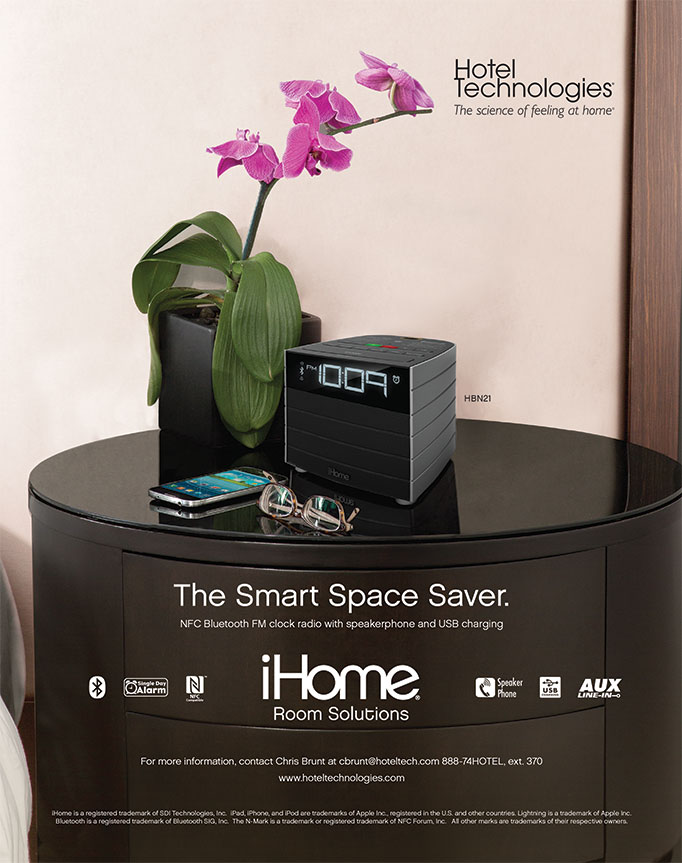 Hotel
Technologies®
The science of feeling at home®
PM 10:09
HBN21
iHome
The Smart Space Saver.
NFC Bluetooth FM clock radio with speakerphone and USB charging
Single Day
Alarm
NFC
Compatible
iHome®
Room Solutions
Speaker
Phone
USB
AUX
LINE-IN
For more information, contact Chris Brunt at cbrunt@hoteltech.com 888-74HOTEL, ext. 370
www.hoteltechnologies.com
iHome is a registered trademark of SDI Technologies, Inc. iPad, iPhone, and iPod are trademarks of Apple Inc., registered in the U.S. and other countries. Lightning is a trademark of Apple Inc.
Bluetooth is a registered trademark of Bluetooth SIG, Inc. The N-Mark is a trademark or registered trademark of NFC Forum, Inc. All other marks are trademarks of their respective owners.